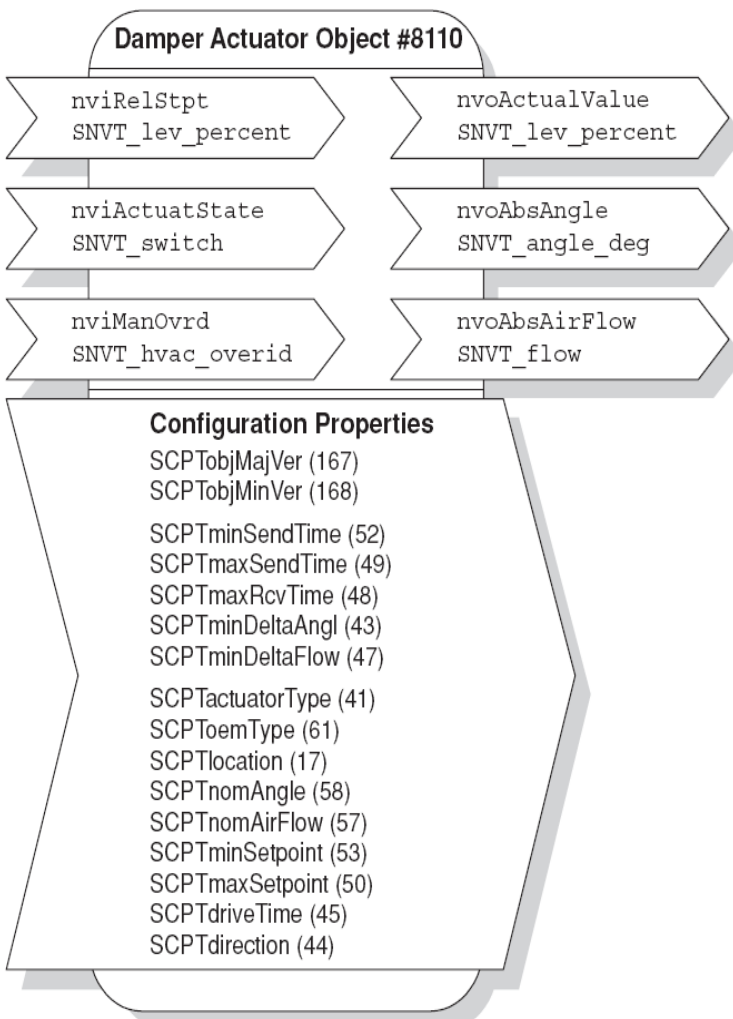 Damper Actuator Object #8110
nviRelStpt
SNVT_lev_percent
nvoActualValue
SNVT_lev_percent
nviActuatState
SNVT_switch
nvoAbsAngle
SNVT_angle_deg
nviManOvrd
SNVT_hvac_overid
nvoAbsAirFlow
SNVT_flow
Configuration Properties
SCPTobjMajVer (167)
SCPTobjMinVer (168)
SCPTminSendTime (52)
SCPTmaxSendTime (49)
SCPTmaxRcvTime (48)
SCPTminDeltaAngl (43)
SCPTminDeltaFlow (47)
SCPTactuatorType (41)
SCPToemType (61)
SCPTlocation (17)
SCPTnomAngle (58)
SCPTnomAirFlow (57)
SCPTminSetpoint (53)
SCPTmaxSetpoint (50)
SCPTdriveTime (45)
SCPTdirection (44)